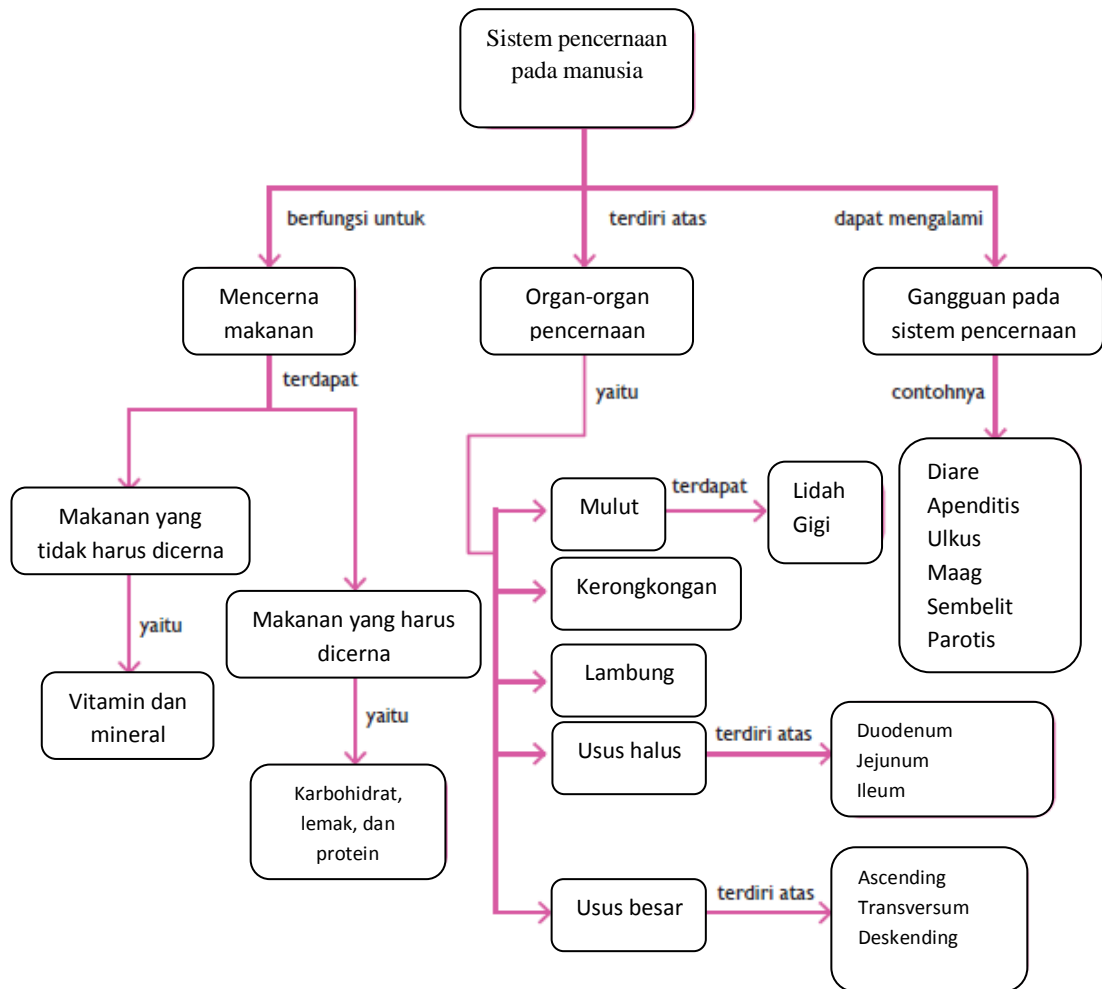 Sistem pencernaan
pada manusia
berfungsi untuk
terdiri atas
dapat mengalami
Mencerna
makanan
Organ-organ
pencernaan
Gangguan pada
sistem pencernaan
terdapat
yaitu
contohnya
Makanan yang
tidak harus dicerna
yaitu
Vitamin dan
mineral
Makanan yang harus
dicerna
yaitu
Karbohidrat,
lemak, dan
protein
Mulut
terdapat
Lidah
Gigi
Kerongkongan
Lambung
Usus halus
terdiri atas
Duodenum
Jejunum
Ileum
Usus besar
terdiri atas
Ascending
Transversum
Deskending
Diare
Apenditis
Ulkus
Maag
Sembelit
Parotis